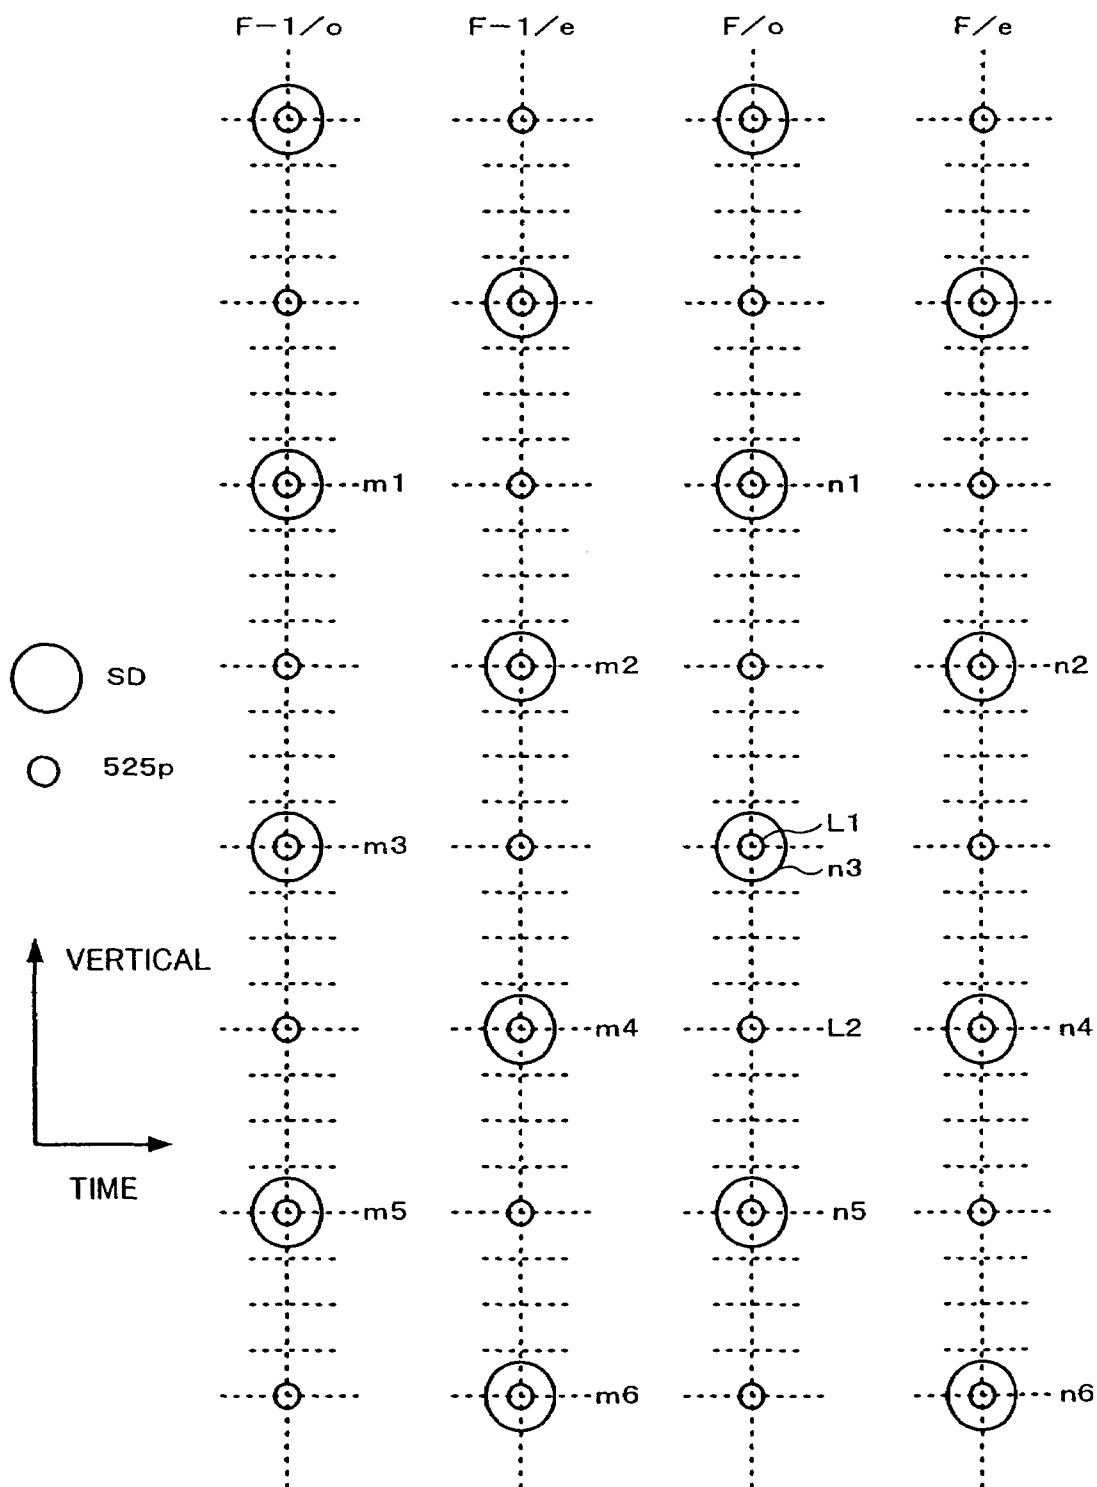 F-1/o F-1/e F/o F/e
m1 n1
SD
m2 n2
525p
L1
m3
n3
VERTICAL
m4 L2 n4
TIME
m5 n5
m6 n6